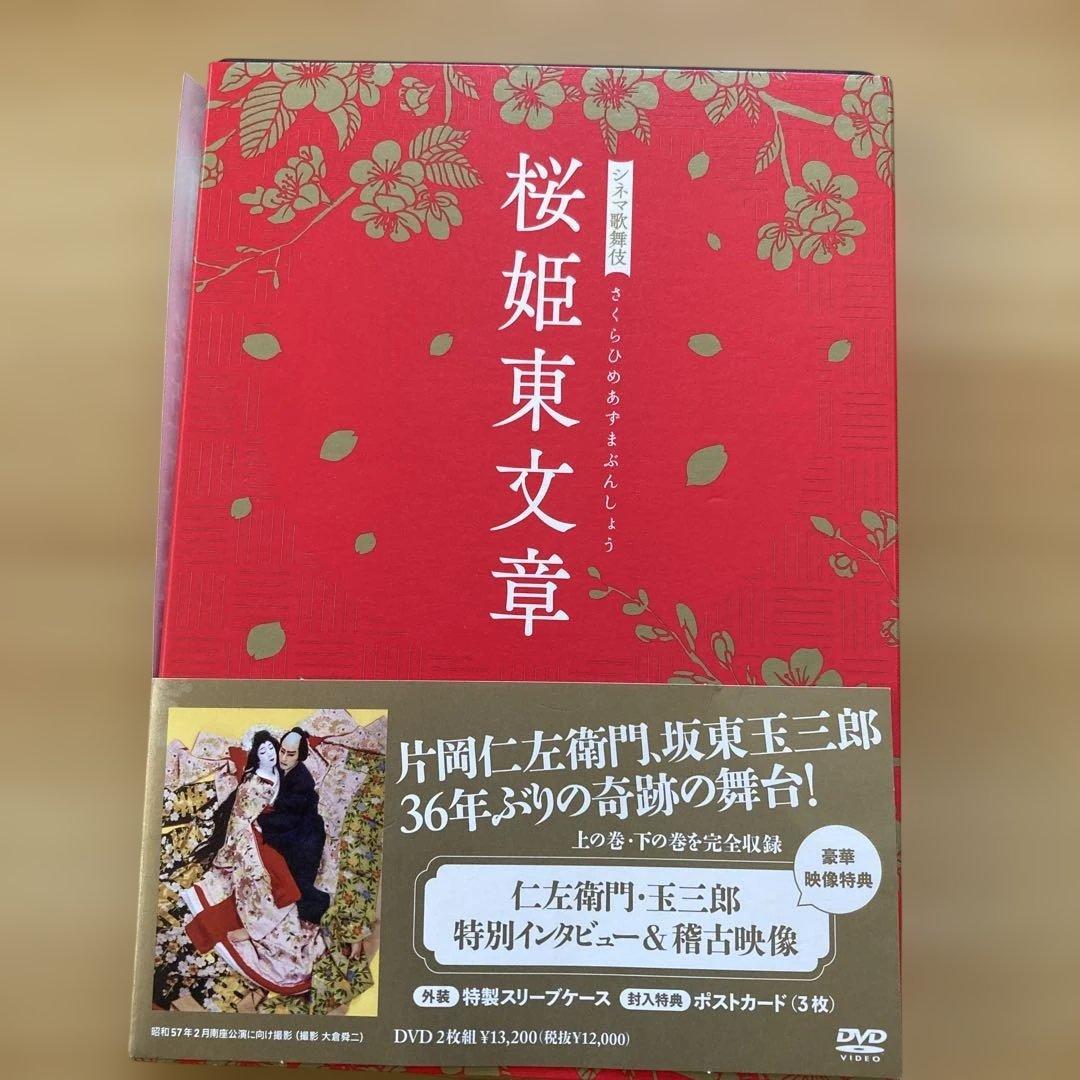 シネマ歌舞伎
さくらひめあずまぶんしょう
桜姫東文章
片岡仁左衛門、坂東玉三郎
36年ぶりの奇跡の舞台!
上の巻・下の巻を完全収録
豪華
映像特典
仁左衛門・玉三郎
特別インタビュー&稽古映像
外装 特製スリーブケース 封入特典 ポストカード(3枚)
昭和57年2月南座公演に向け撮影(撮影 大倉舜二)
DVD 2枚組 ¥13,200(税抜¥12,000)
DVD
VIDEO